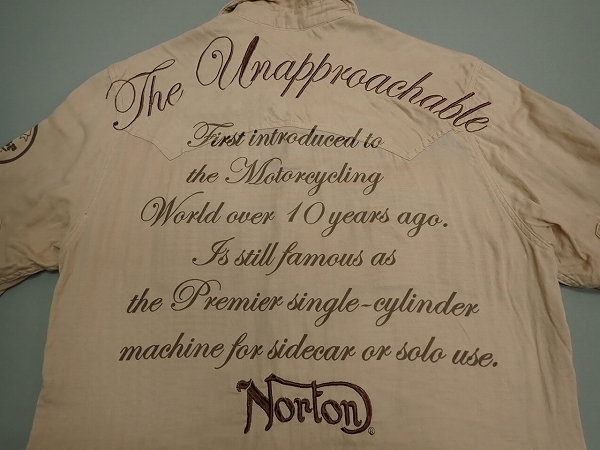 The Unapproachable
First introduced to
the Motorcycling
World over 10 years ago.
Is still famous as
the Premier single-cylinder
machine for sidecar or solo use.
Norton®